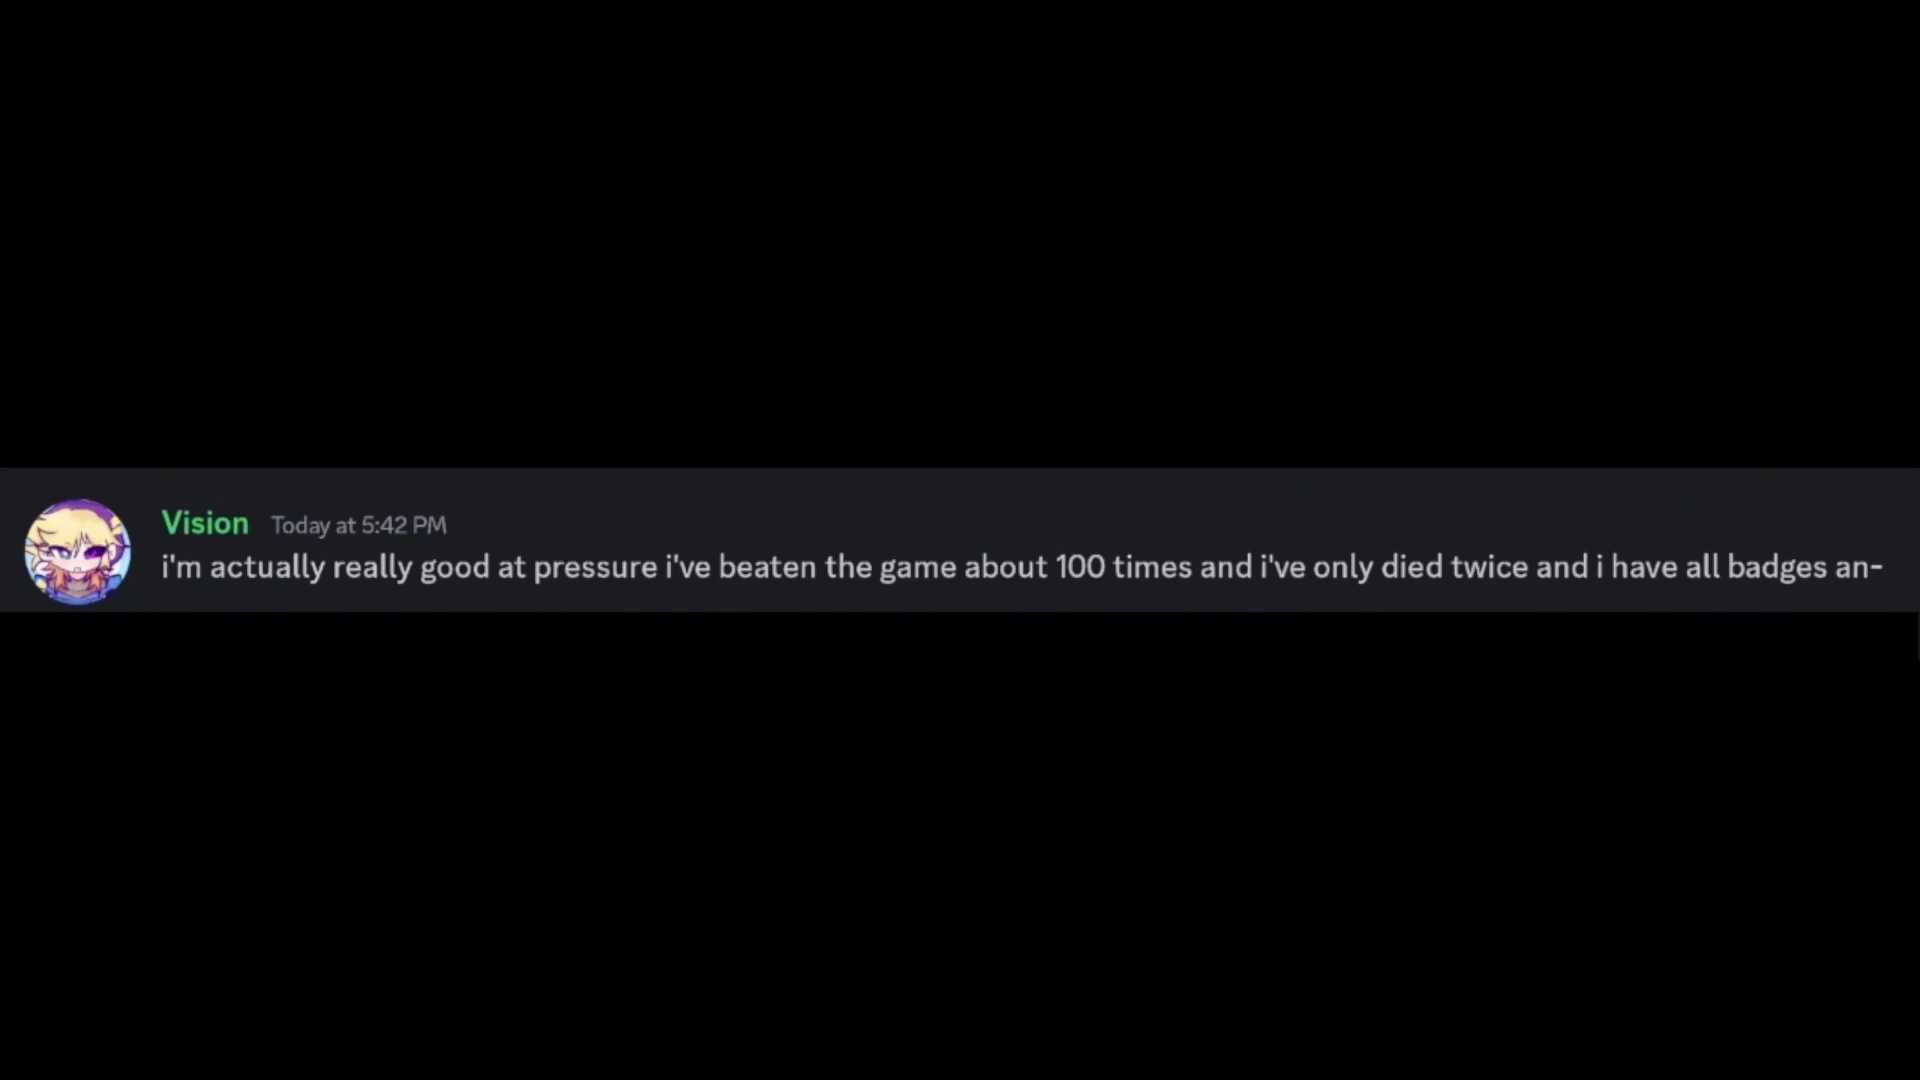 Vision Today at 5:42 PM
i'm actually really good at pressure i've beaten the game about 100 times and i've only died twice and i have all badges an-